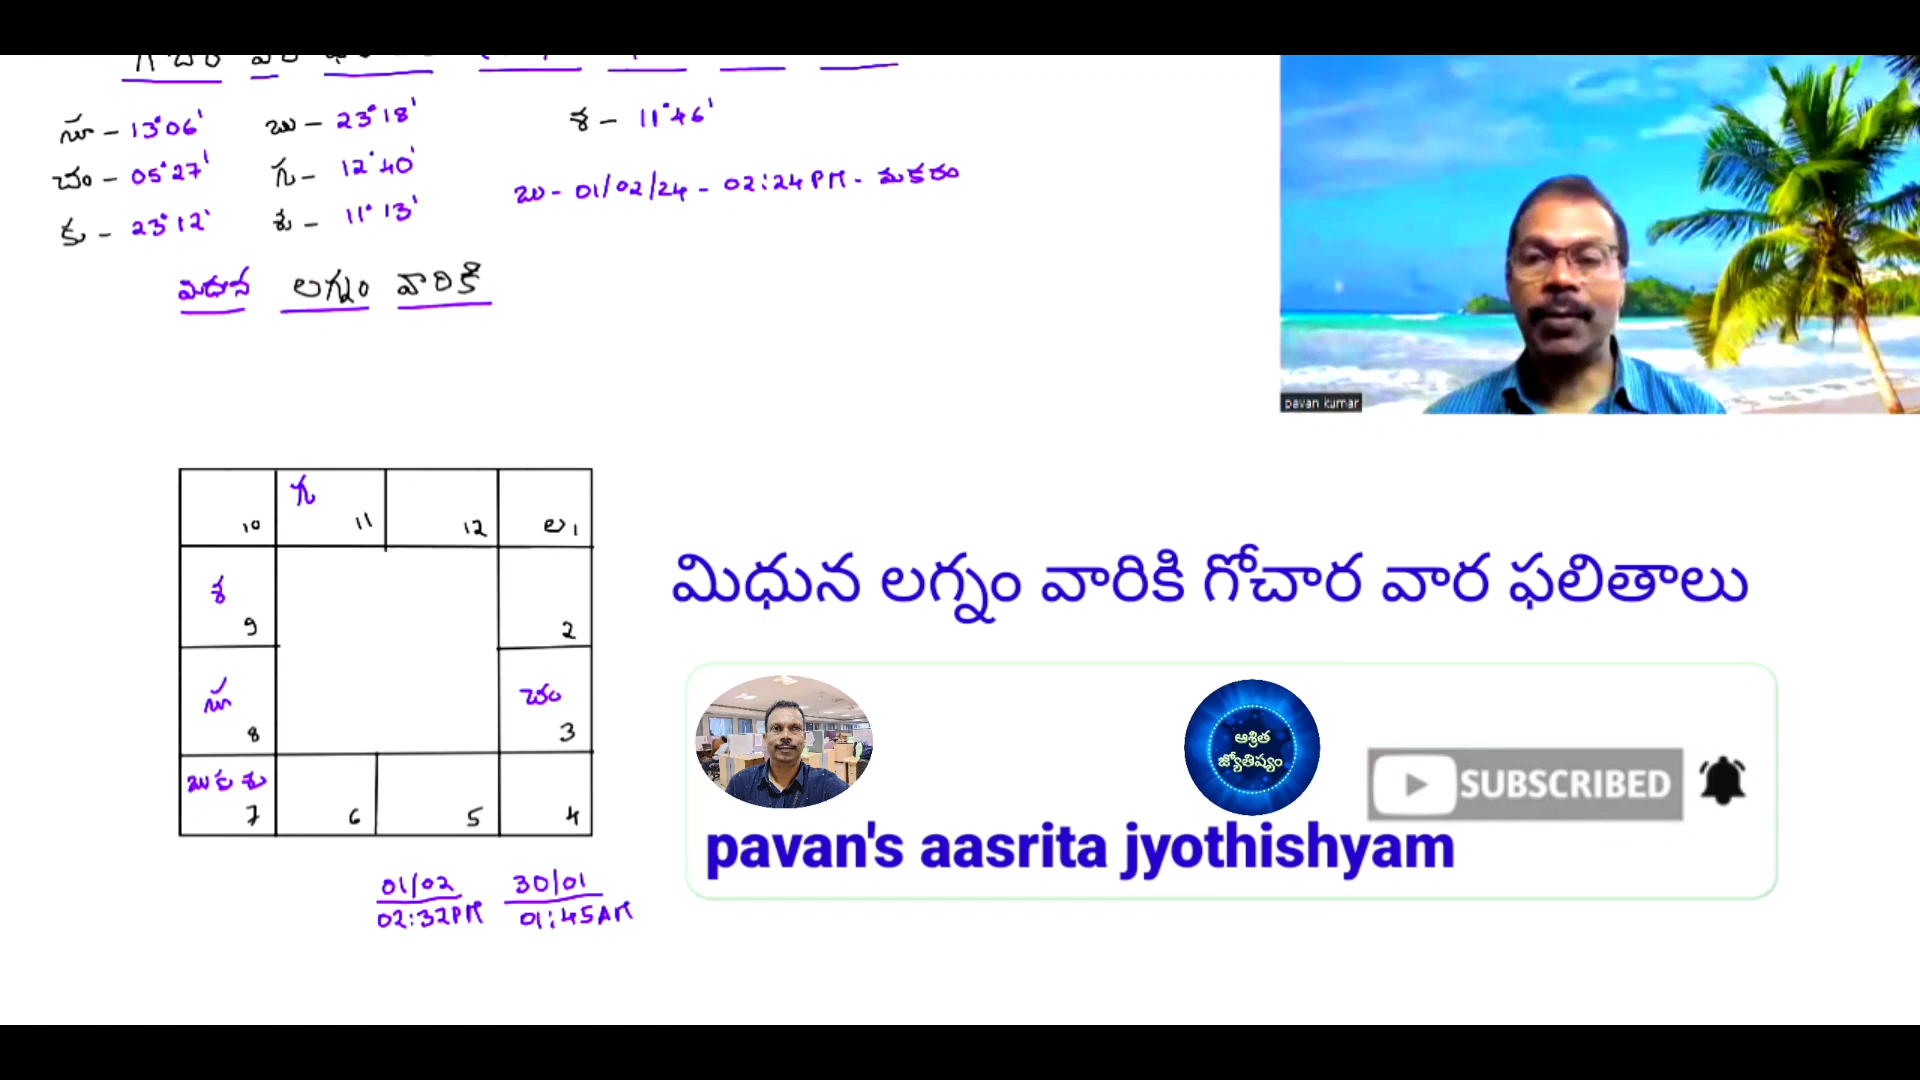 గోచార వార
సూ - 13°06' బు - 23°18' శ - 11°46'
చం - 05°27' గు - 12°40'
బు - 01/02/24 - 02:24 PM - మకరం
కు - 23°12' శు - 11°13'
మిధున లగ్నం వారికి
pavan kumar
గు
10 11 12 ల 1
శ
9 2
సూ చం
8 3
బు కు శు
7 6 5 4
01/02 30/01
02:32PM 01:45AM
మిధున లగ్నం వారికి గోచార వార ఫలితాలు
ఆశ్రిత
జ్యోతిష్యం
SUBSCRIBED
pavan's aasrita jyothishyam